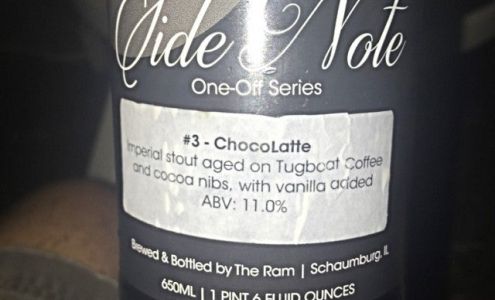 Side Note
One-Off Series
#3 - ChocoLatte
Imperial stout aged on Tugboat Coffee
and cocoa nibs, with vanilla added
ABV: 11.0%
Brewed & Bottled by The Ram | Schaumburg, IL
650ML | 1 PINT 6 FLUID OUNCES